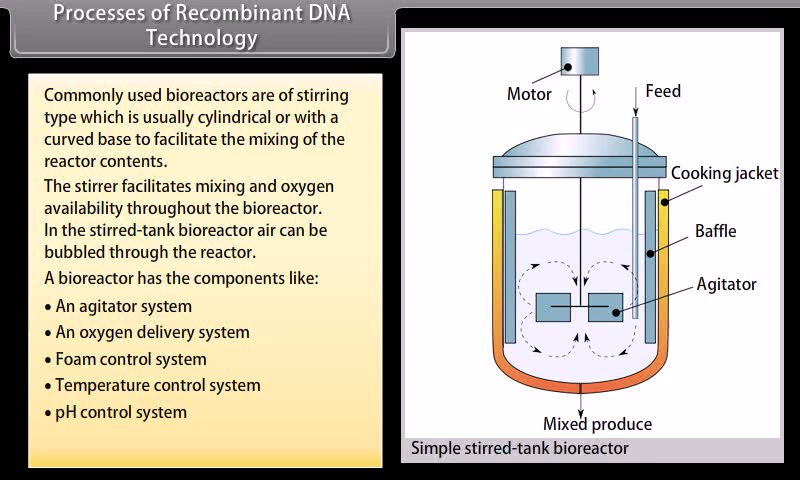 Processes of Recombinant DNA
Technology
Commonly used bioreactors are of stirring
type which is usually cylindrical or with a
curved base to facilitate the mixing of the
reactor contents.
The stirrer facilitates mixing and oxygen
availability throughout the bioreactor.
In the stirred-tank bioreactor air can be
bubbled through the reactor.
A bioreactor has the components like:
• An agitator system
• An oxygen delivery system
• Foam control system
• Temperature control system
• pH control system
Motor
Feed
Cooking jacket
Baffle
Agitator
Mixed produce
Simple stirred-tank bioreactor